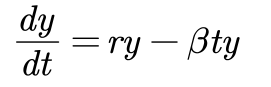 dy/dt = ry − βty